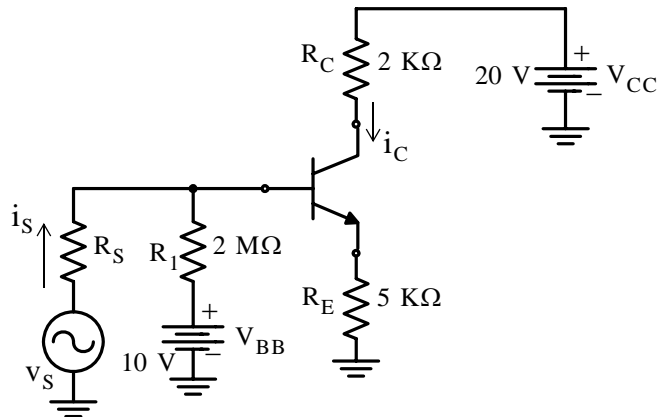 R_C 2 KΩ
20 V V_CC
+
−
i_C
i_S
R_S
R_1 2 MΩ
R_E 5 KΩ
+
−
V_BB
10 V
v_S